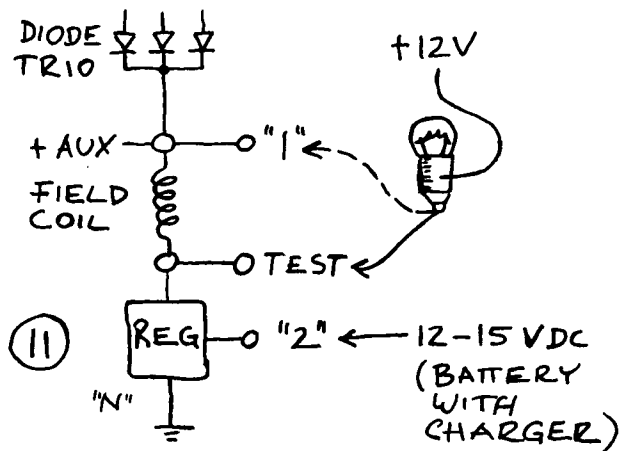 DIODE
TRIO
+12V
+ AUX
"1"
FIELD
COIL
TEST
11
REG
"2"
12-15 VDC
(BATTERY
WITH
CHARGER)
"N"